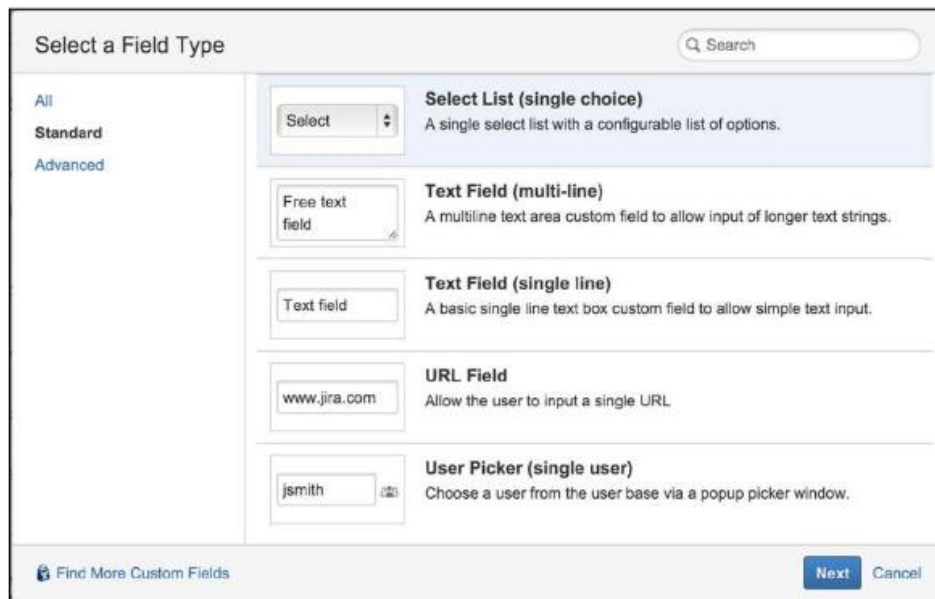 Select a Field Type
Search
All
Standard
Advanced
Select
Select List (single choice)
A single select list with a configurable list of options.
Free text
field
Text Field (multi-line)
A multiline text area custom field to allow input of longer text strings.
Text field
Text Field (single line)
A basic single line text box custom field to allow simple text input.
www.jira.com
URL Field
Allow the user to input a single URL
jsmith
User Picker (single user)
Choose a user from the user base via a popup picker window.
Find More Custom Fields
Next
Cancel